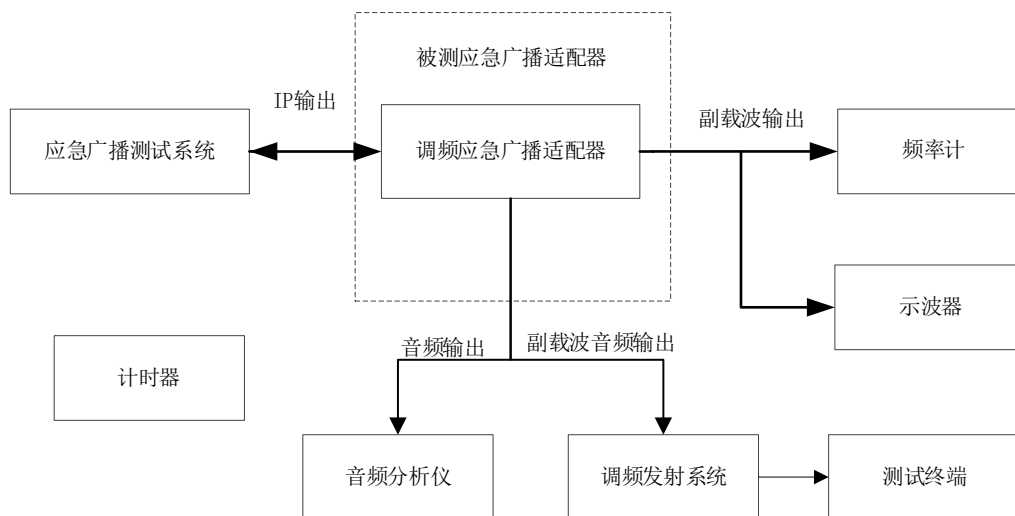 被测应急广播适配器
IP输出
副载波输出
应急广播测试系统
调频应急广播适配器
频率计
示波器
音频输出
副载波音频输出
计时器
音频分析仪
调频发射系统
测试终端